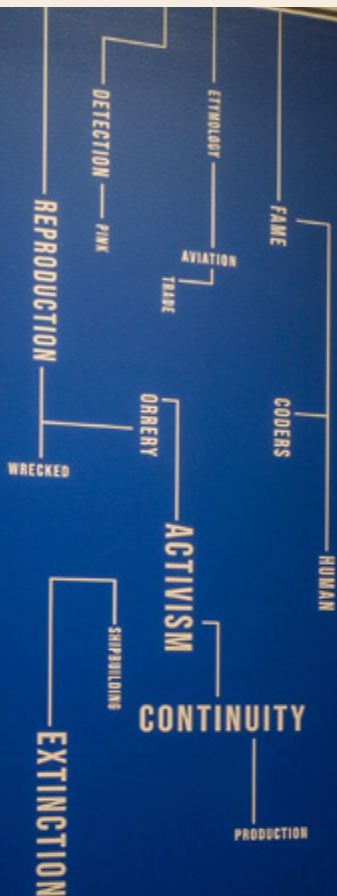 DETECTION
ETYMOLOGY
PINK
REPRODUCTION
FAME
AVIATION
TRADE
ORRERY
CODERS
WRECKED
ACTIVISM
HUMAN
SHIPBUILDING
CONTINUITY
EXTINCTION
PRODUCTION